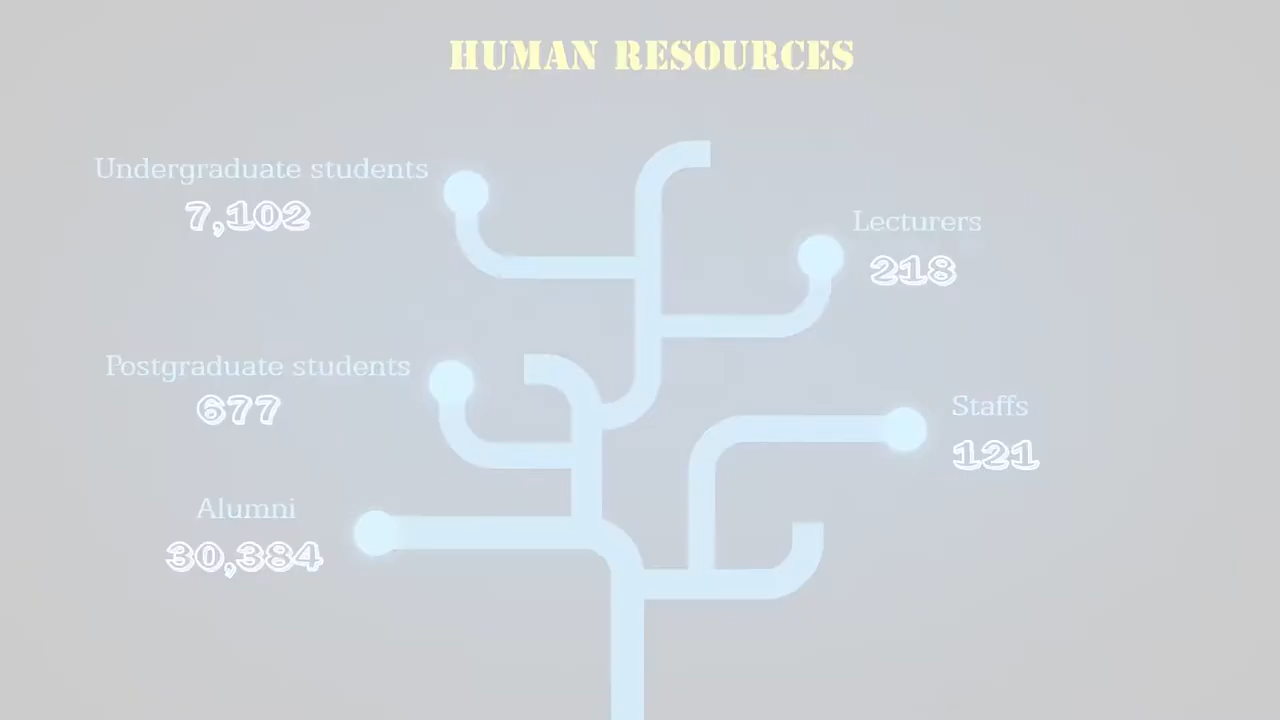 HUMAN RESOURCES
Undergraduate students
7,102
Lecturers
218
Postgraduate students
677
Staffs
121
Alumni
30,384